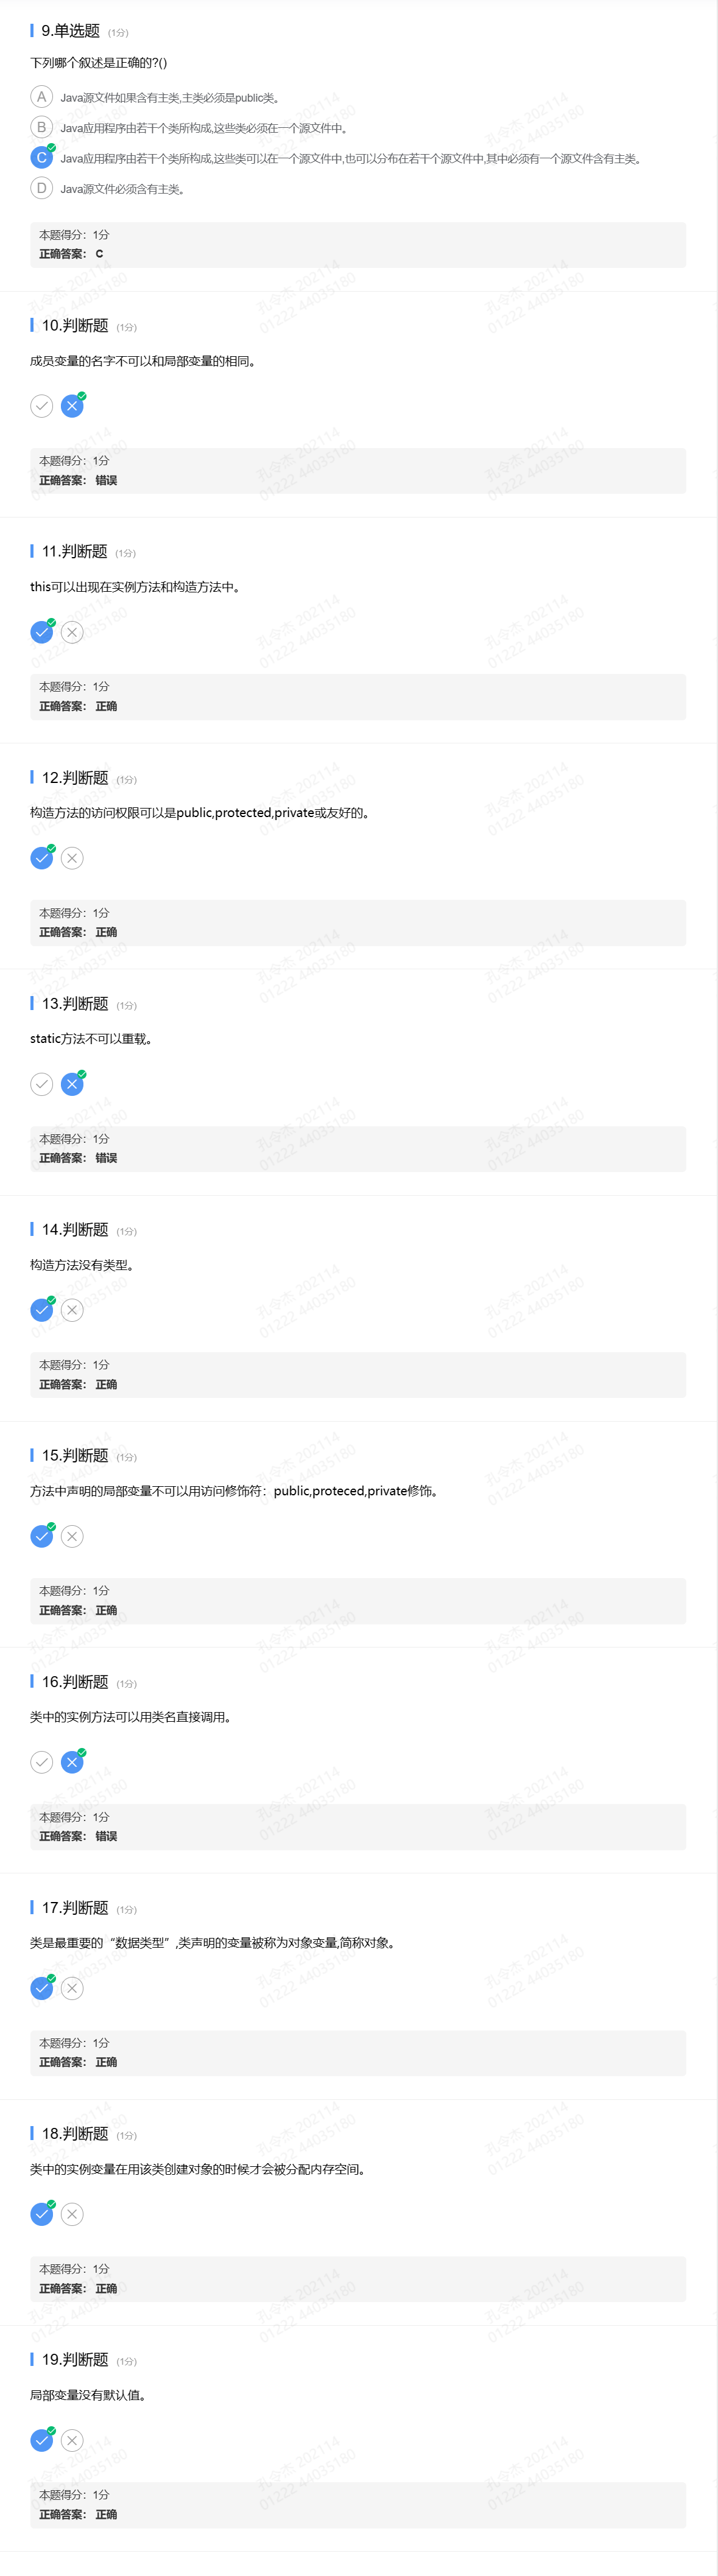 9.单选题 (1分)
下列哪个叙述是正确的?()
A Java源文件如果含有主类,主类必须是public类。
B Java应用程序由若干个类所构成,这些类必须在一个源文件中。
C Java应用程序由若干个类所构成,这些类可以在一个源文件中,也可以分布在若干个源文件中,其中必须有一个源文件含有主类。
D Java源文件必须含有主类。
本题得分：1分
正确答案： C
10.判断题 (1分)
成员变量的名字不可以和局部变量的相同。
本题得分：1分
正确答案： 错误
11.判断题 (1分)
this可以出现在实例方法和构造方法中。
本题得分：1分
正确答案： 正确
12.判断题 (1分)
构造方法的访问权限可以是public,protected,private或友好的。
本题得分：1分
正确答案： 正确
13.判断题 (1分)
static方法不可以重载。
本题得分：1分
正确答案： 错误
14.判断题 (1分)
构造方法没有类型。
本题得分：1分
正确答案： 正确
15.判断题 (1分)
方法中声明的局部变量不可以用访问修饰符：public,proteced,private修饰。
本题得分：1分
正确答案： 正确
16.判断题 (1分)
类中的实例方法可以用类名直接调用。
本题得分：1分
正确答案： 错误
17.判断题 (1分)
类是最重要的“数据类型”,类声明的变量被称为对象变量,简称对象。
本题得分：1分
正确答案： 正确
18.判断题 (1分)
类中的实例变量在用该类创建对象的时候才会被分配内存空间。
本题得分：1分
正确答案： 正确
19.判断题 (1分)
局部变量没有默认值。
本题得分：1分
正确答案： 正确
孔令杰 202114
01222 44035180